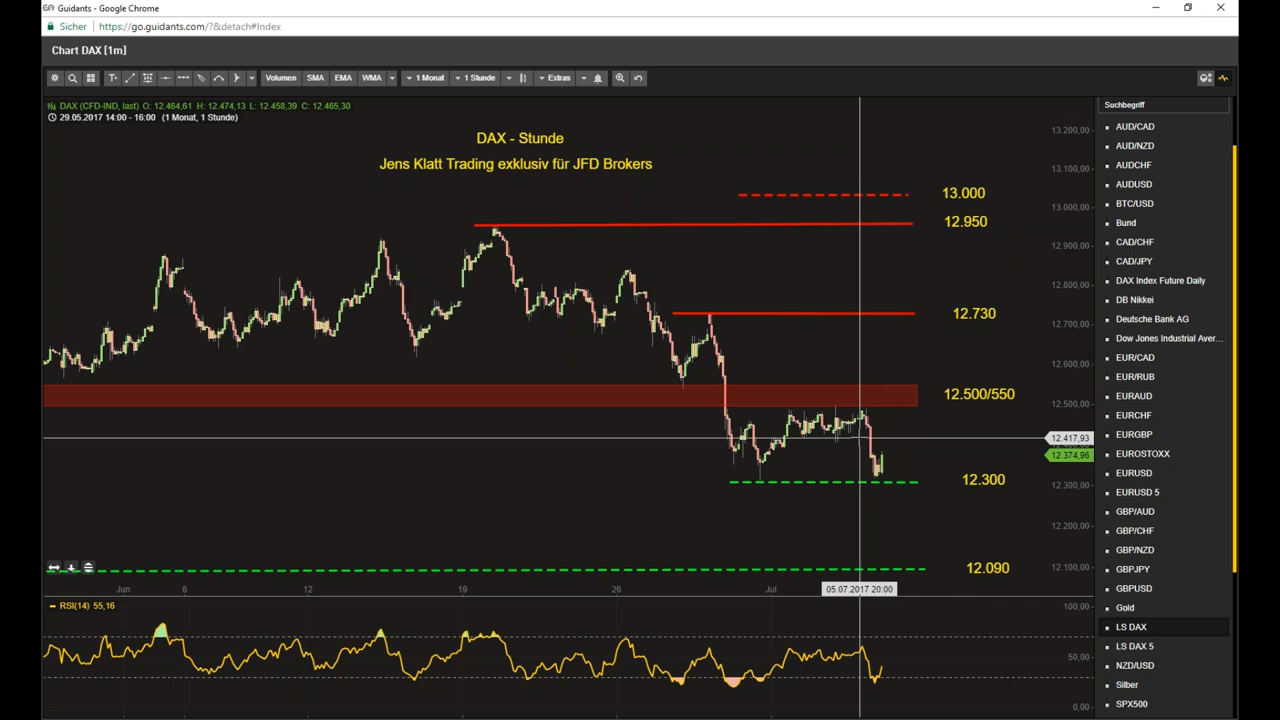 Guidants - Google Chrome
Sicher https://go.guidants.com/?&detach#Index
Chart DAX [1m]
Volumen SMA EMA WMA 1 Monat 1 Stunde Extras
DAX (CFD-IND, last) O: 12.464,61 H: 12.474,13 L: 12.458,39 C: 12.465,30
29.05.2017 14:00 - 16:00 (1 Monat, 1 Stunde)
DAX - Stunde
Jens Klatt Trading exklusiv für JFD Brokers
13.000
12.950
12.730
12.500/550
12.300
12.090
13.200,00
13.100,00
13.000,00
12.900,00
12.800,00
12.700,00
12.600,00
12.500,00
12.417,93
12.374,96
12.300,00
12.200,00
12.100,00
Jun 6 12 19 26 Jul 05.07.2017 20:00
RSI(14) 55,16
100,00
50,00
0,00
Suchbegriff
AUD/CAD
AUD/NZD
AUDCHF
AUDUSD
BTC/USD
Bund
CAD/CHF
CAD/JPY
DAX Index Future Daily
DB Nikkei
Deutsche Bank AG
Dow Jones Industrial Aver...
EUR/CAD
EUR/RUB
EURAUD
EURCHF
EURGBP
EUROSTOXX
EURUSD
EURUSD 5
GBP/AUD
GBP/CHF
GBP/NZD
GBPJPY
GBPUSD
Gold
LS DAX
LS DAX 5
NZD/USD
Silber
SPX500